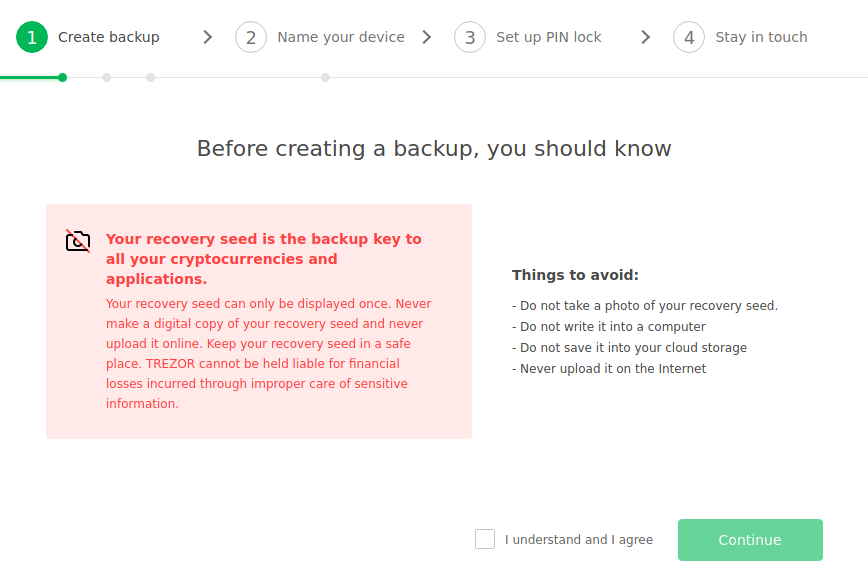 1 Create backup 2 Name your device 3 Set up PIN lock 4 Stay in touch
Before creating a backup, you should know
Your recovery seed is the backup key to
all your cryptocurrencies and
applications.
Your recovery seed can only be displayed once. Never
make a digital copy of your recovery seed and never
upload it online. Keep your recovery seed in a safe
place. TREZOR cannot be held liable for financial
losses incurred through improper care of sensitive
information.
Things to avoid:
- Do not take a photo of your recovery seed.
- Do not write it into a computer
- Do not save it into your cloud storage
- Never upload it on the Internet
I understand and I agree
Continue